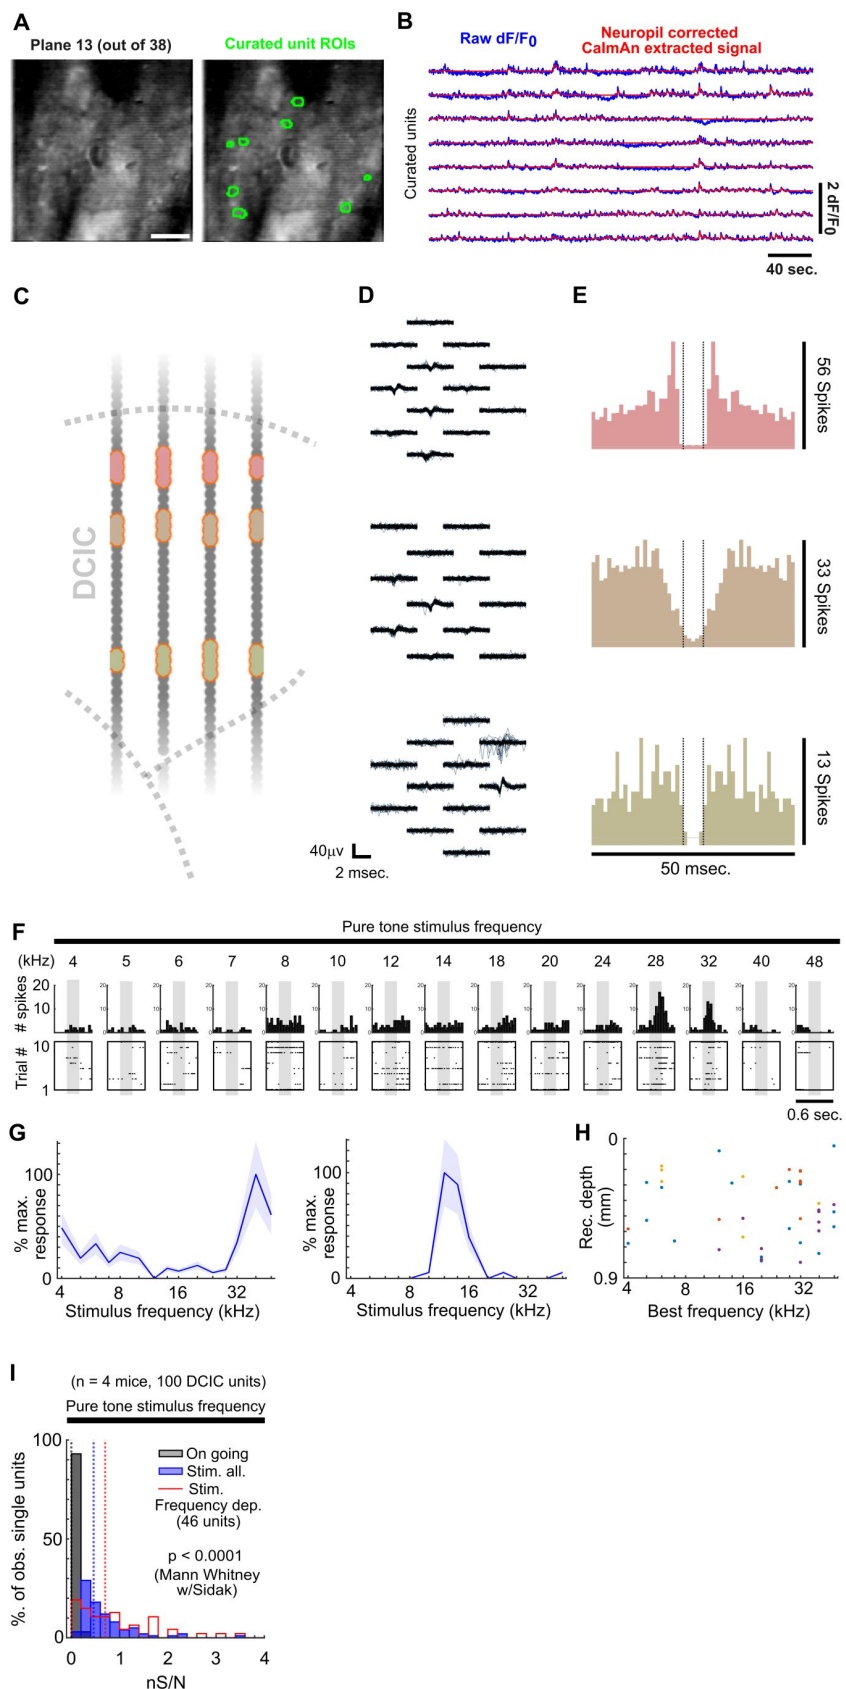 A
Plane 13 (out of 38)
Curated unit ROIs
B
Raw dF/F0
Neuropil corrected
CalmAn extracted signal
Curated units
2 dF/F0
40 sec.
C
DCIC
D
40µv
2 msec.
E
56 Spikes
33 Spikes
13 Spikes
50 msec.
F
Pure tone stimulus frequency
(kHz) 4 5 6 7 8 10 12 14 18 20 24 28 32 40 48
# spikes
20
10
0
Trial #
10
1
0.6 sec.
G
% max.
response
100
0
4 8 16 32
Stimulus frequency (kHz)
% max.
response
100
0
4 8 16 32
Stimulus frequency (kHz)
H
Rec. depth
(mm)
0
0.9
4 8 16 32
Best frequency (kHz)
I
(n = 4 mice, 100 DCIC units)
Pure tone stimulus frequency
%. of obs. single units
100
50
0
On going
Stim. all.
Stim.
Frequency dep.
(46 units)
p < 0.0001
(Mann Whitney
w/Sidak)
0 1 2 3 4
nS/N